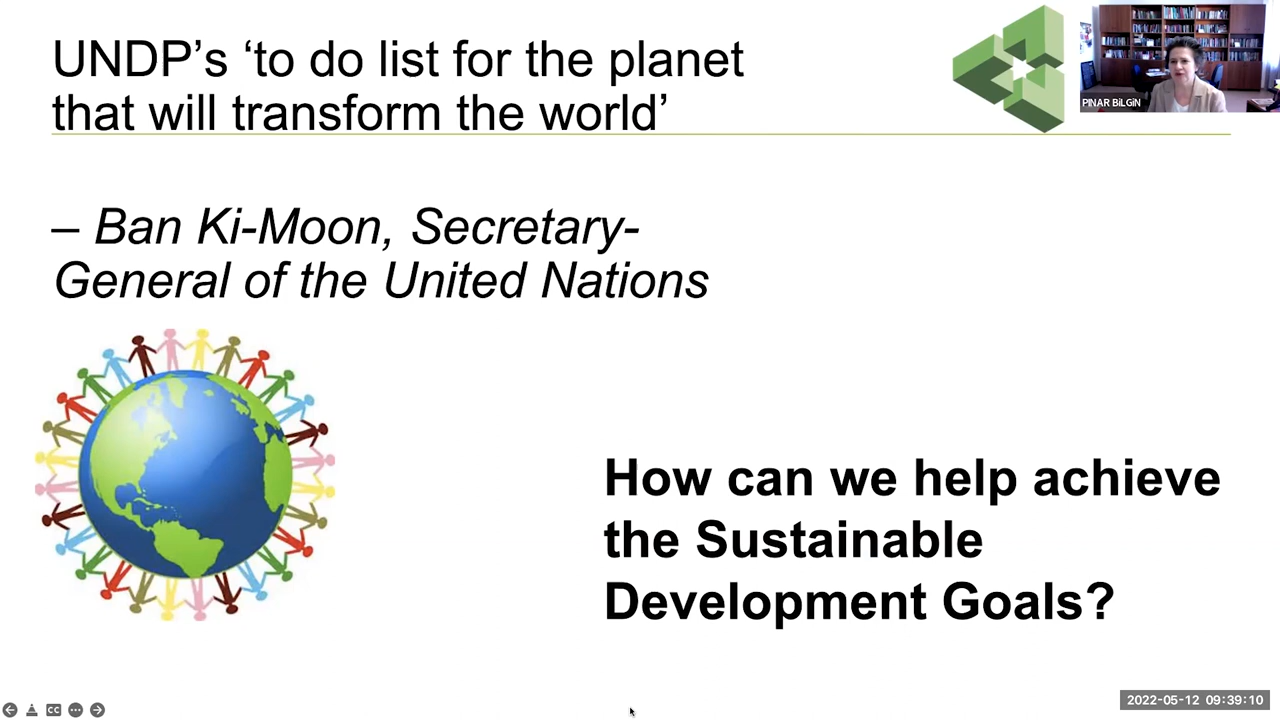 UNDP’s ‘to do list for the planet
that will transform the world’
PINAR BiLGiN
– Ban Ki-Moon, Secretary-
General of the United Nations
How can we help achieve
the Sustainable
Development Goals?
CC
2022-05-12 09:39:10